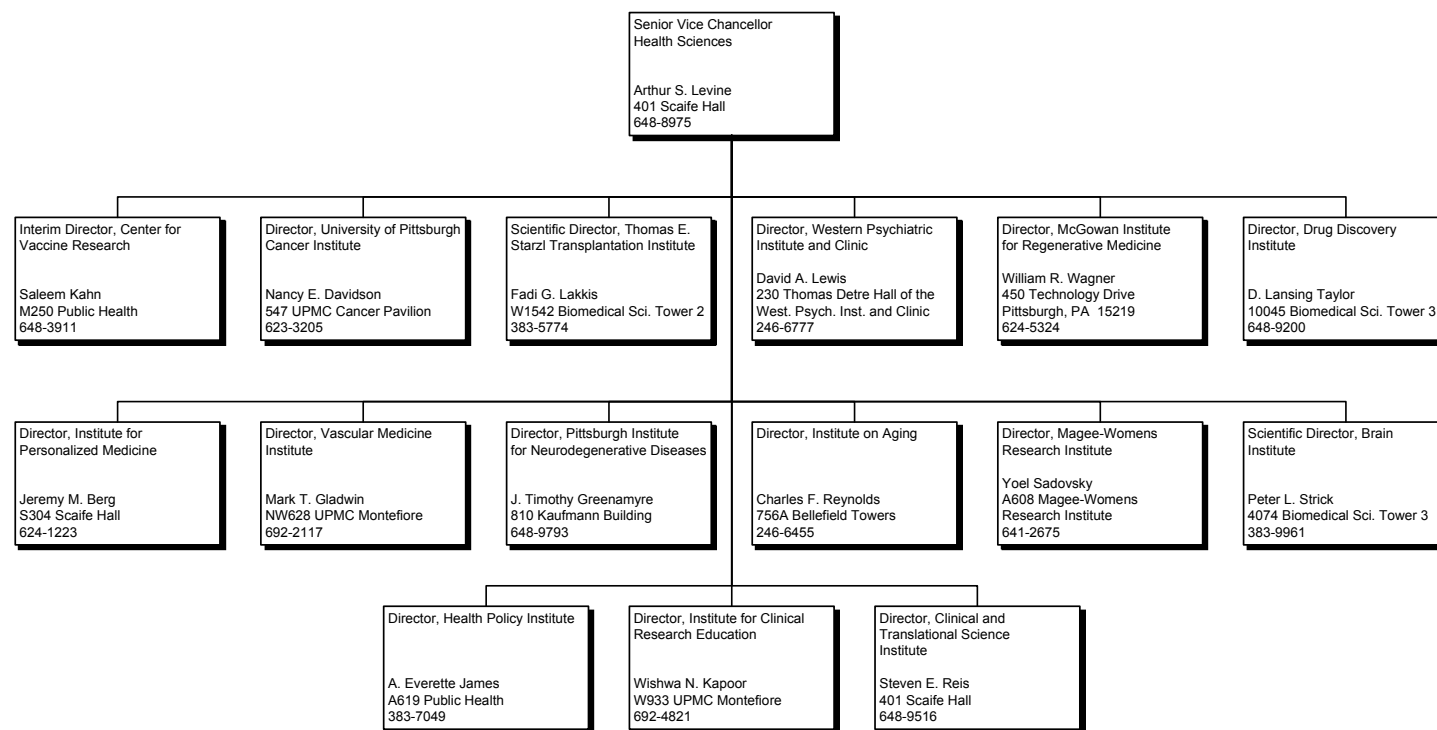 Senior Vice Chancellor
Health Sciences
Arthur S. Levine
401 Scaife Hall
648-8975
Interim Director, Center for
Vaccine Research
Saleem Kahn
M250 Public Health
648-3911
Director, University of Pittsburgh
Cancer Institute
Nancy E. Davidson
547 UPMC Cancer Pavilion
623-3205
Scientific Director, Thomas E.
Starzl Transplantation Institute
Fadi G. Lakkis
W1542 Biomedical Sci. Tower 2
383-5774
Director, Western Psychiatric
Institute and Clinic
David A. Lewis
230 Thomas Detre Hall of the
West. Psych. Inst. and Clinic
246-6777
Director, McGowan Institute
for Regenerative Medicine
William R. Wagner
450 Technology Drive
Pittsburgh, PA  15219
624-5324
Director, Drug Discovery
Institute
D. Lansing Taylor
10045 Biomedical Sci. Tower 3
648-9200
Director, Institute for
Personalized Medicine
Jeremy M. Berg
S304 Scaife Hall
624-1223
Director, Vascular Medicine
Institute
Mark T. Gladwin
NW628 UPMC Montefiore
692-2117
Director, Pittsburgh Institute
for Neurodegenerative Diseases
J. Timothy Greenamyre
810 Kaufmann Building
648-9793
Director, Institute on Aging
Charles F. Reynolds
756A Bellefield Towers
246-6455
Director, Magee-Womens
Research Institute
Yoel Sadovsky
A608 Magee-Womens
Research Institute
641-2675
Scientific Director, Brain
Institute
Peter L. Strick
4074 Biomedical Sci. Tower 3
383-9961
Director, Health Policy Institute
A. Everette James
A619 Public Health
383-7049
Director, Institute for Clinical
Research Education
Wishwa N. Kapoor
W933 UPMC Montefiore
692-4821
Director, Clinical and
Translational Science
Institute
Steven E. Reis
401 Scaife Hall
648-9516